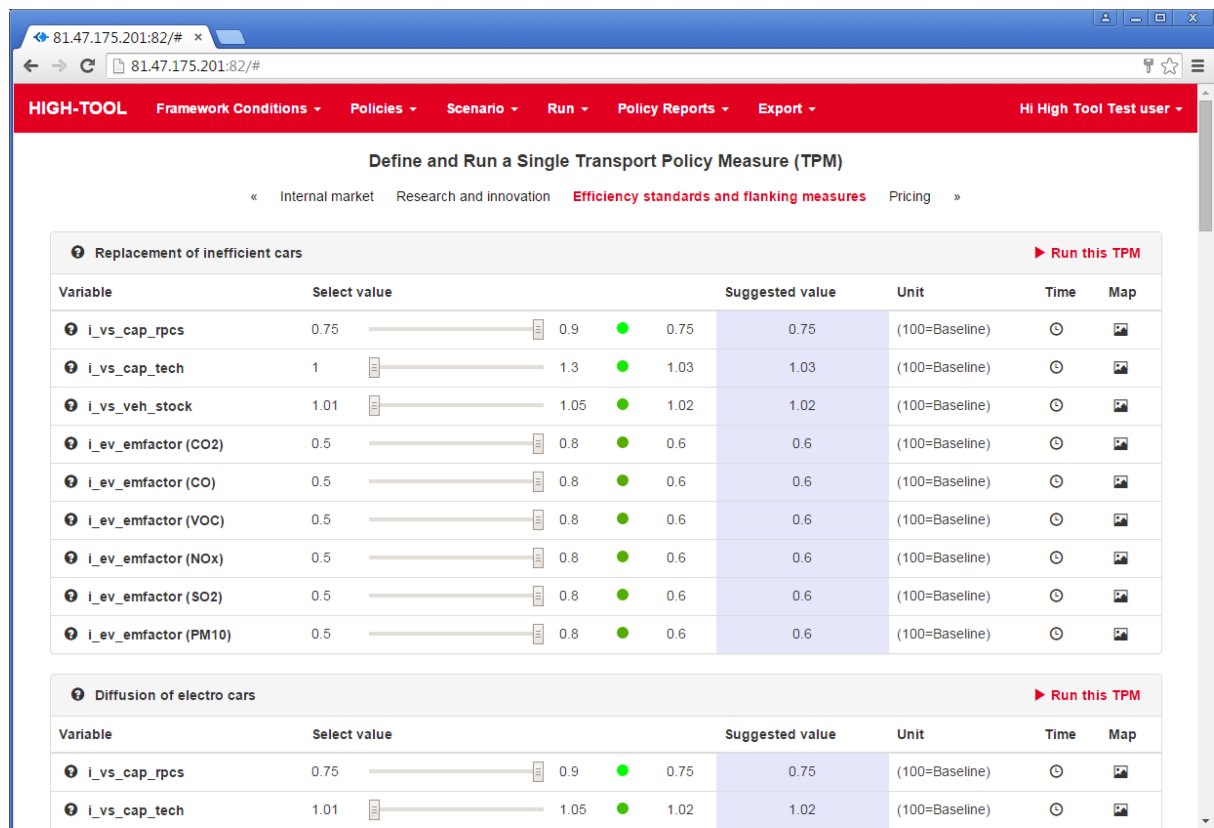 81.47.175.201:82/#
81.47.175.201:82/#
HIGH-TOOL Framework Conditions Policies Scenario Run Policy Reports Export Hi High Tool Test user
Define and Run a Single Transport Policy Measure (TPM)
« Internal market Research and innovation Efficiency standards and flanking measures Pricing »
Replacement of inefficient cars Run this TPM
Variable Select value Suggested value Unit Time Map
i_vs_cap_rpcs 0.75 0.9 0.75 0.75 (100=Baseline)
i_vs_cap_tech 1 1.3 1.03 1.03 (100=Baseline)
i_vs_veh_stock 1.01 1.05 1.02 1.02 (100=Baseline)
i_ev_emfactor (CO2) 0.5 0.8 0.6 0.6 (100=Baseline)
i_ev_emfactor (CO) 0.5 0.8 0.6 0.6 (100=Baseline)
i_ev_emfactor (VOC) 0.5 0.8 0.6 0.6 (100=Baseline)
i_ev_emfactor (NOx) 0.5 0.8 0.6 0.6 (100=Baseline)
i_ev_emfactor (SO2) 0.5 0.8 0.6 0.6 (100=Baseline)
i_ev_emfactor (PM10) 0.5 0.8 0.6 0.6 (100=Baseline)
Diffusion of electro cars Run this TPM
Variable Select value Suggested value Unit Time Map
i_vs_cap_rpcs 0.75 0.9 0.75 0.75 (100=Baseline)
i_vs_cap_tech 1.01 1.05 1.02 1.02 (100=Baseline)